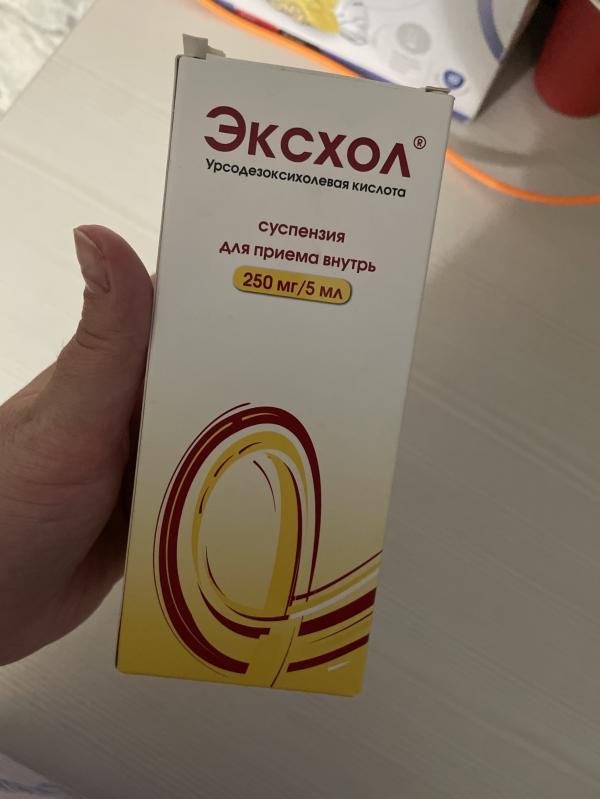 Эксхол®
Урсодезоксихолевая кислота
суспензия
для приема внутрь
250 мг/5 мл